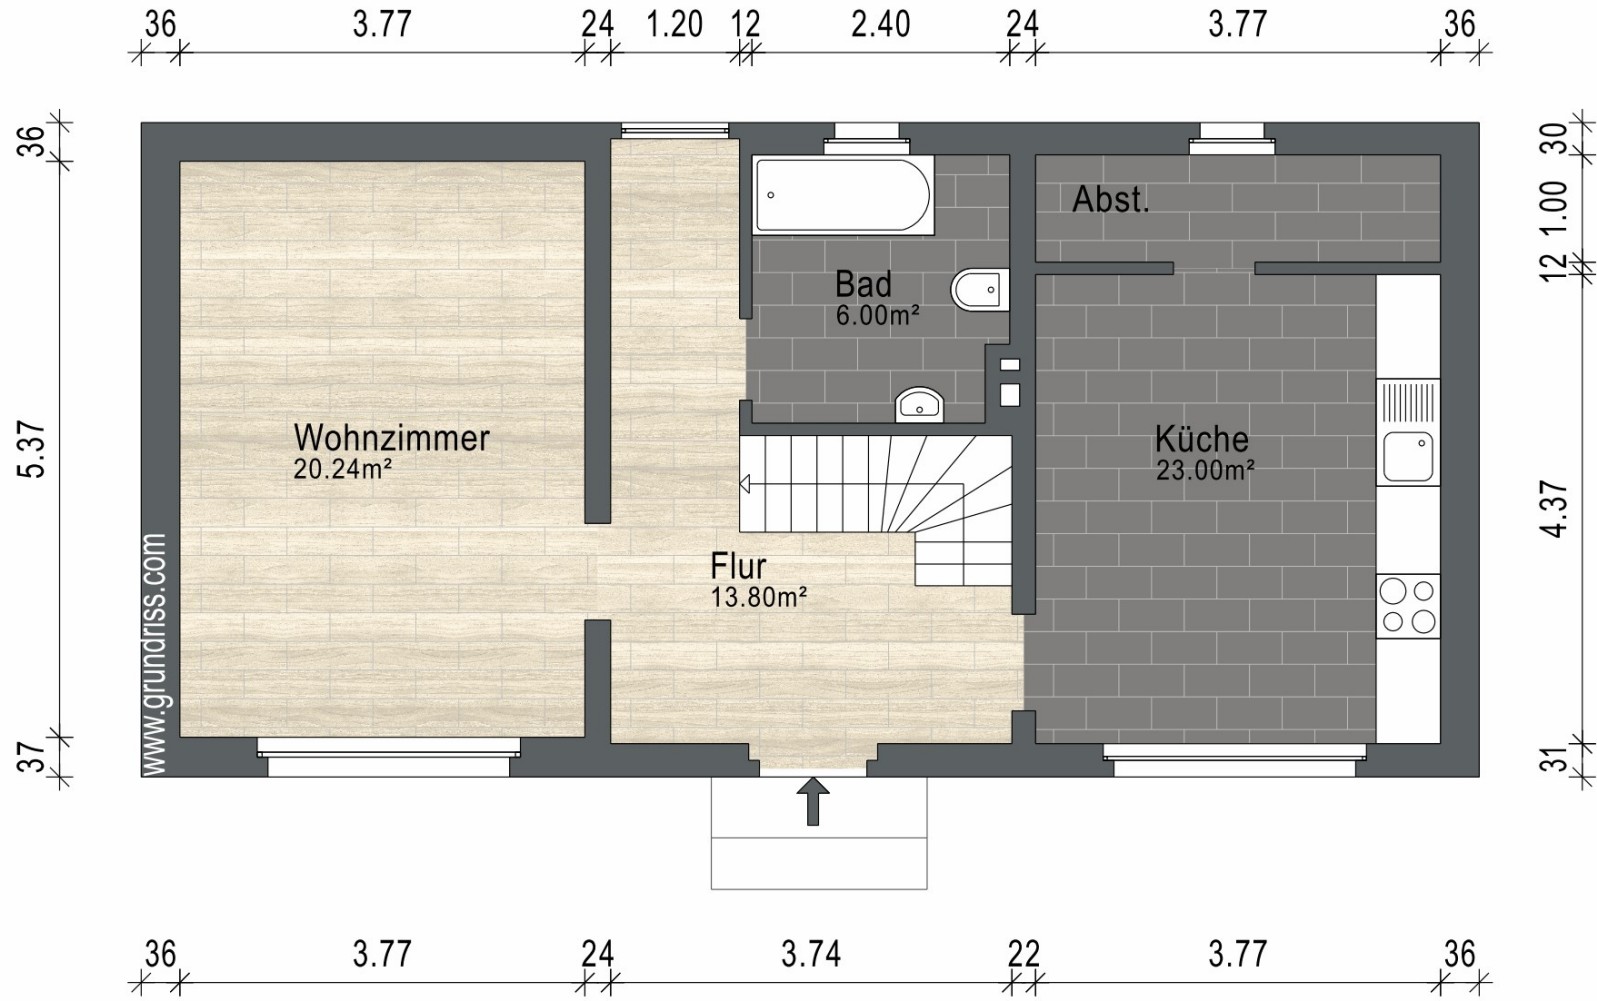 36 3.77 24 1.20 12 2.40 24 3.77 36
36
5.37
37
30
1.00
12
4.37
31
Abst.
Bad
6.00m²
Wohnzimmer
20.24m²
Küche
23.00m²
Flur
13.80m²
www.grundriss.com
36 3.77 24 3.74 22 3.77 36